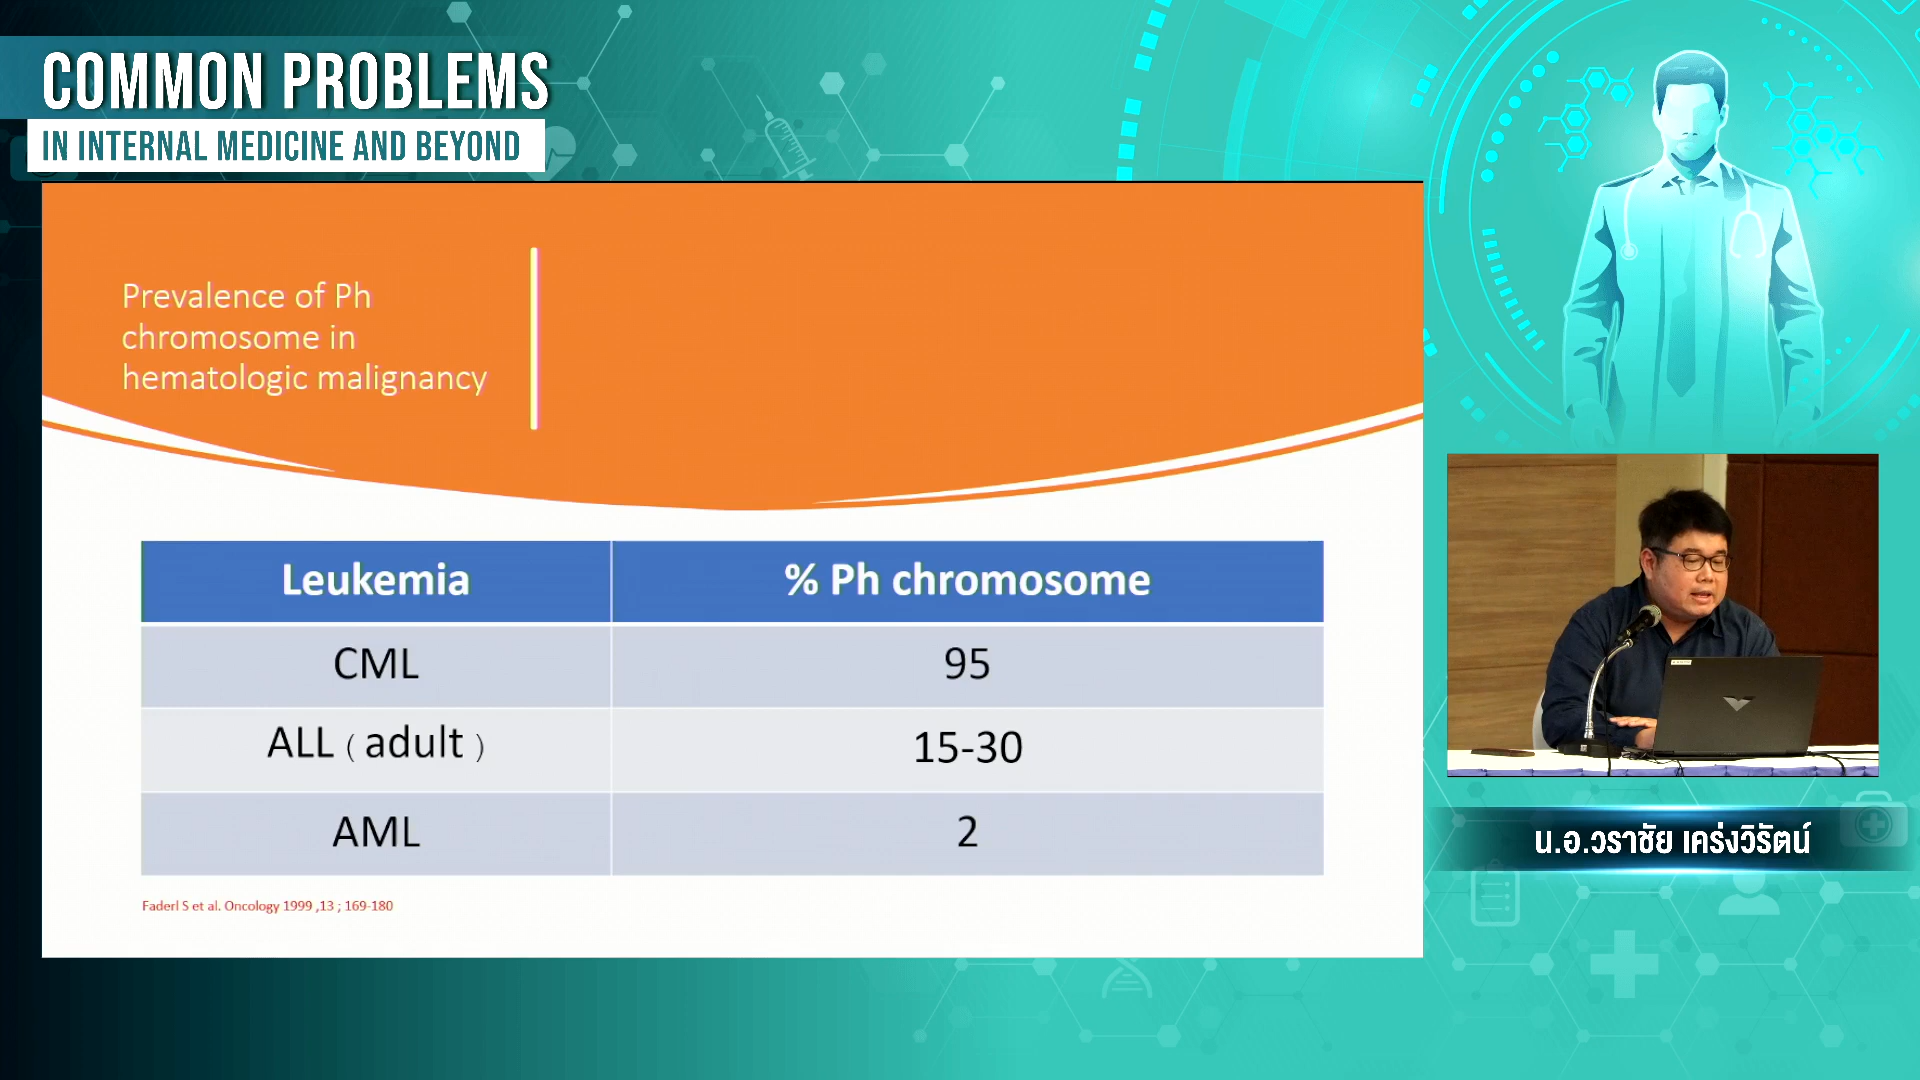 COMMON PROBLEMS
IN INTERNAL MEDICINE AND BEYOND
Prevalence of Ph
chromosome in
hematologic malignancy
Leukemia % Ph chromosome
CML 95
ALL ( adult ) 15-30
AML 2
Faderl S et al. Oncology 1999 ,13 ; 169-180
น.อ.วราชัย เคร่งวิรัตน์